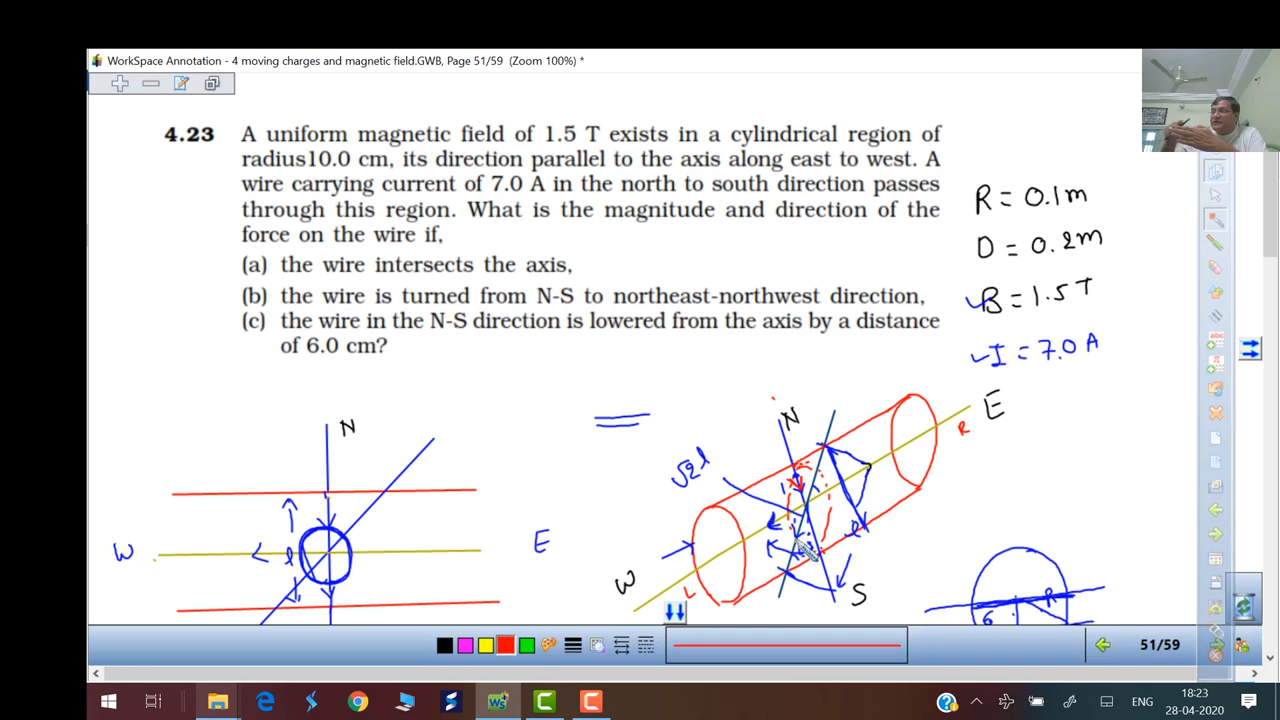 WorkSpace Annotation - 4 moving charges and magnetic field.GWB, Page 51/59 (Zoom 100%) *
4.23 A uniform magnetic field of 1.5 T exists in a cylindrical region of
radius10.0 cm, its direction parallel to the axis along east to west. A
wire carrying current of 7.0 A in the north to south direction passes
through this region. What is the magnitude and direction of the
force on the wire if,
(a) the wire intersects the axis,
(b) the wire is turned from N-S to northeast-northwest direction,
(c) the wire in the N-S direction is lowered from the axis by a distance
of 6.0 cm?
R = 0.1m
D = 0.2m
B = 1.5 T
I = 7.0 A
N
W
l
E
N
E
R
√2 l
l
W
L
S
R
6
51/59
ENG
18:23
28-04-2020